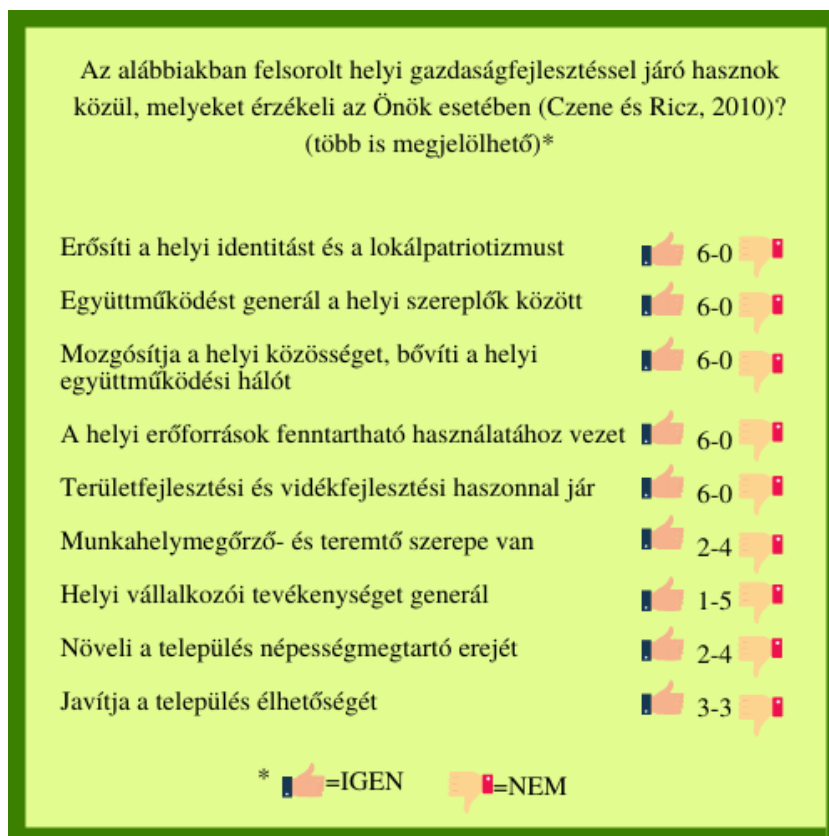 Az alábbiakban felsorolt helyi gazdaságfejlesztéssel járó hasznok
közül, melyeket érzékeli az Önök esetében (Czene és Ricz, 2010)?
(több is megjelölhető)*
Erősíti a helyi identitást és a lokálpatriotizmust 6-0
Együttműködést generál a helyi szereplők között 6-0
Mozgósítja a helyi közösséget, bővíti a helyi
együttműködési hálót 6-0
A helyi erőforrások fenntartható használatához vezet 6-0
Területfejlesztési és vidékfejlesztési haszonnal jár 6-0
Munkahelymegőrző- és teremtő szerepe van 2-4
Helyi vállalkozói tevékenységet generál 1-5
Növeli a település népességmegtartó erejét 2-4
Javítja a település élhetőségét 3-3
* =IGEN =NEM